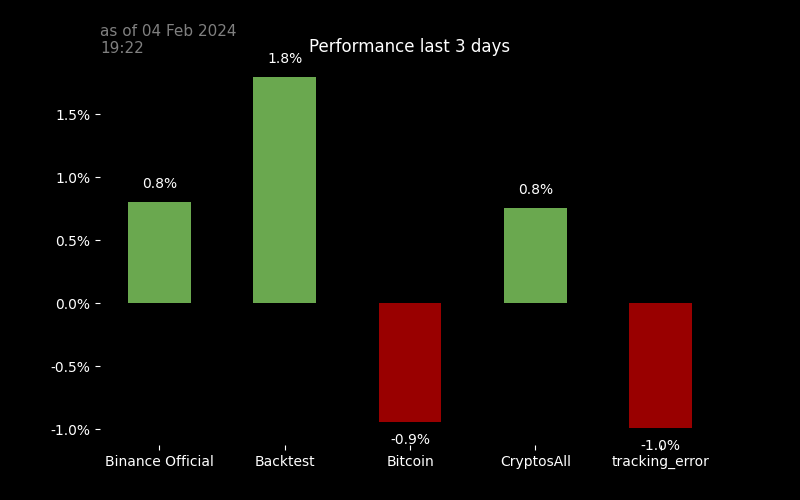 as of 04 Feb 2024
19:22
Performance last 3 days
1.8%
1.5%
1.0%
0.8%
0.8%
0.5%
0.0%
-0.5%
-1.0%
-0.9%
-1.0%
Binance Official
Backtest
Bitcoin
CryptosAll
tracking_error